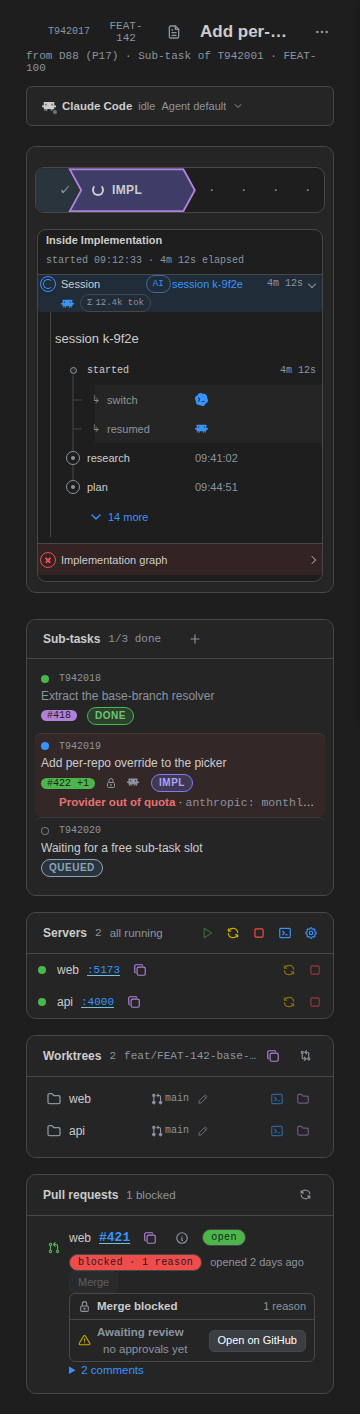 T942017 FEAT-142 Add per-…
from D88 (P17) · Sub-task of T942001 · FEAT-
100
Claude Code idle Agent default
✓ IMPL
Inside Implementation
started 09:12:33 · 4m 12s elapsed
Session AI session k-9f2e 4m 12s
Σ 12.4k tok
session k-9f2e
started 4m 12s
↳ switch
↳ resumed
research 09:41:02
plan 09:44:51
14 more
Implementation graph
Sub-tasks 1/3 done
T942018
Extract the base-branch resolver
#418 DONE
T942019
Add per-repo override to the picker
#422 +1 IMPL
Provider out of quota · anthropic: monthl…
T942020
Waiting for a free sub-task slot
QUEUED
Servers 2 all running
web :5173
api :4000
Worktrees 2 feat/FEAT-142-base-…
web main
api main
Pull requests 1 blocked
web #421 open
blocked · 1 reason opened 2 days ago
Merge
Merge blocked 1 reason
Awaiting review
no approvals yet
Open on GitHub
2 comments